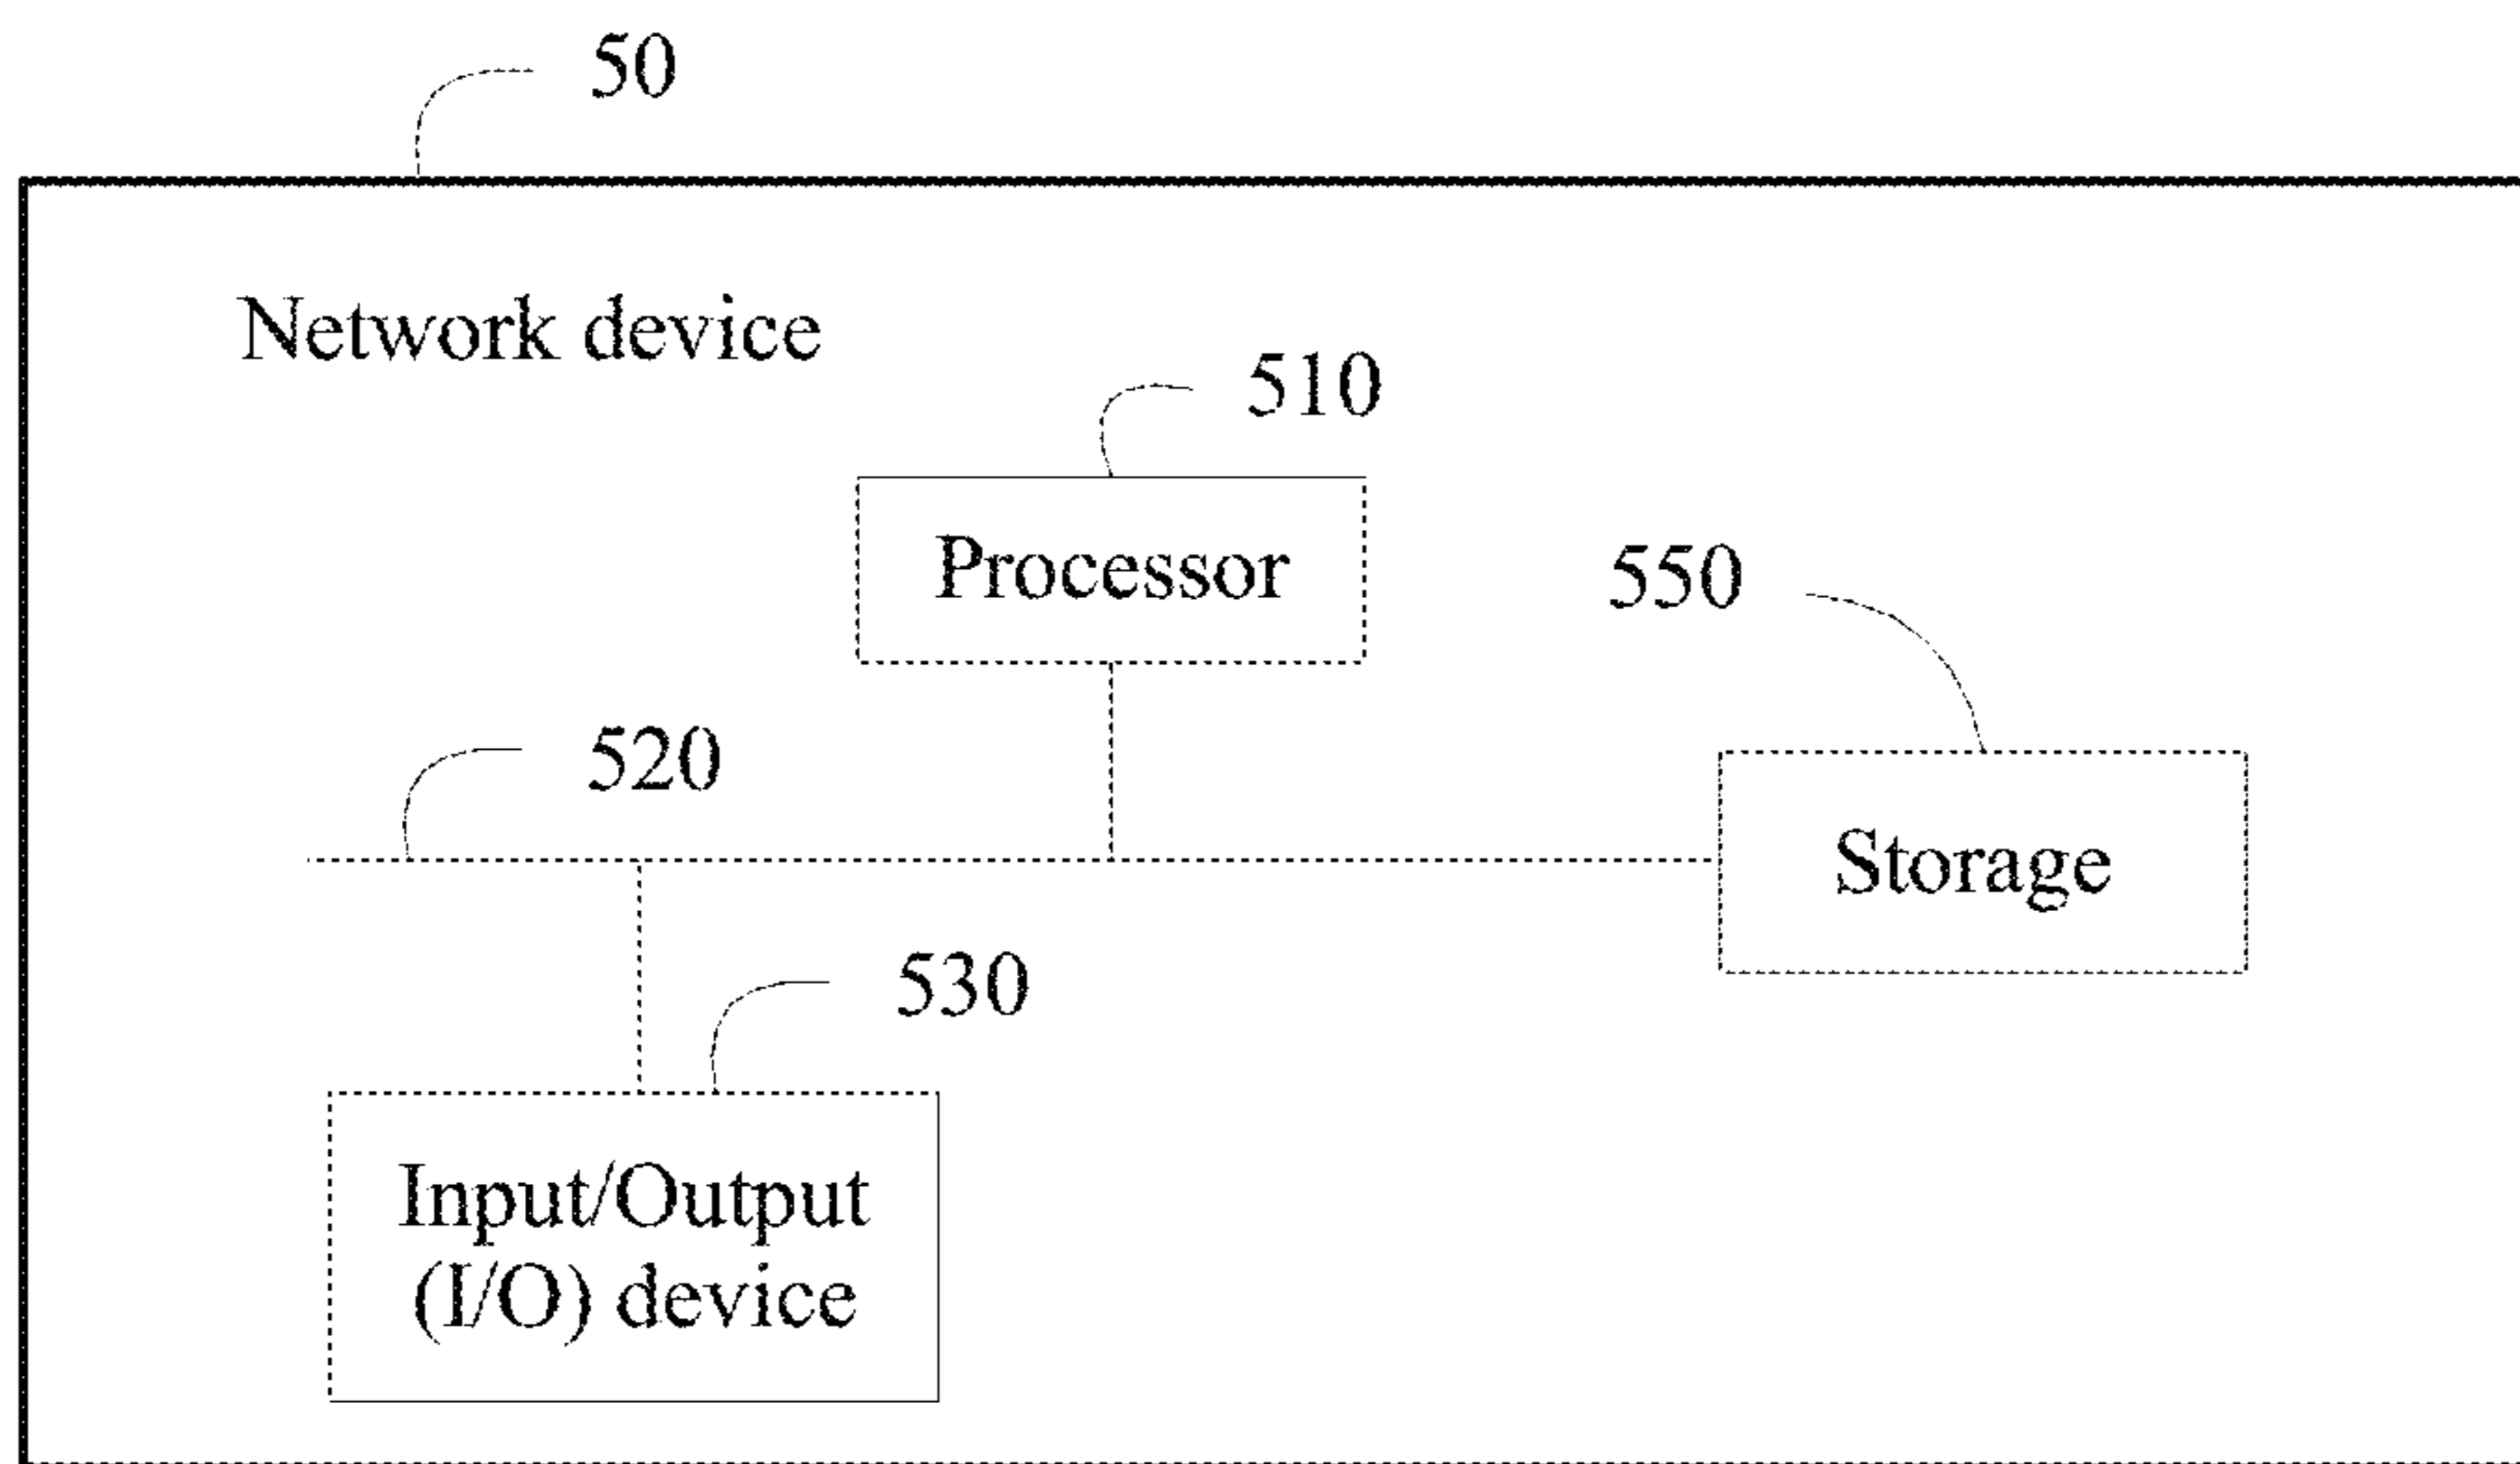 50
Network device
510
Processor
550
520
Storage
530
Input/Output
(I/O) device